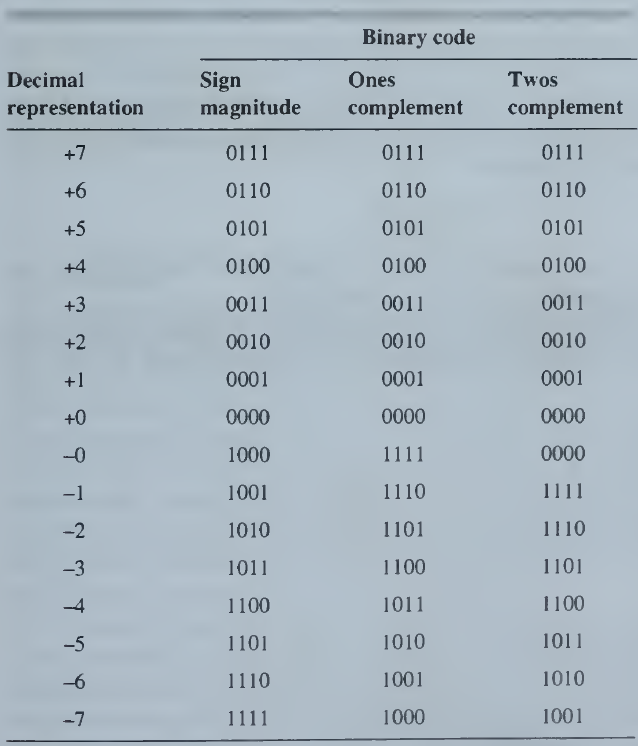 Binary code
Decimal representation Sign magnitude Ones complement Twos complement
+7 0111 0111 0111
+6 0110 0110 0110
+5 0101 0101 0101
+4 0100 0100 0100
+3 0011 0011 0011
+2 0010 0010 0010
+1 0001 0001 0001
+0 0000 0000 0000
–0 1000 1111 0000
–1 1001 1110 1111
–2 1010 1101 1110
–3 1011 1100 1101
–4 1100 1011 1100
–5 1101 1010 1011
–6 1110 1001 1010
–7 1111 1000 1001